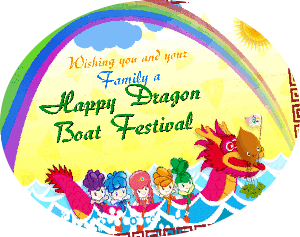 Wishing you and your
Family a
Happy Dragon
Boat Festival